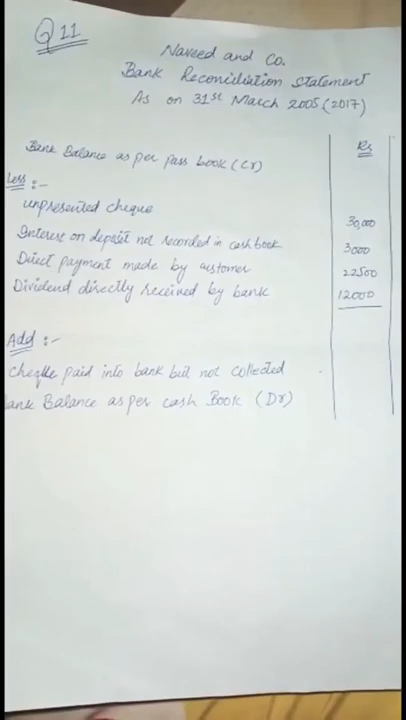 Q 11
Naveed and Co.
Bank Reconciliation Statement
As on 31st March 2005 (2017)
Rs
Bank Balance as per pass book (Cr)
Less :-
unpresented cheque 30,000
Interest on deposit not recorded in cash book 3000
Direct payment made by customer 22500
Dividend directly received by bank 12000
Add :-
cheque paid into bank but not collected
ank Balance as per cash Book (Dr)